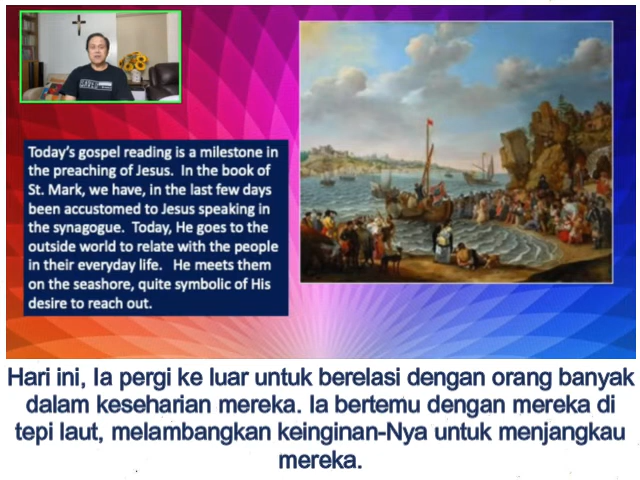 Today's gospel reading is a milestone in
the preaching of Jesus. In the book of
St. Mark, we have, in the last few days
been accustomed to Jesus speaking in
the synagogue. Today, He goes to the
outside world to relate with the people
in their everyday life. He meets them
on the seashore, quite symbolic of His
desire to reach out.
Hari ini, Ia pergi ke luar untuk berelasi dengan orang banyak
dalam keseharian mereka. Ia bertemu dengan mereka di
tepi laut, melambangkan keinginan-Nya untuk menjangkau
mereka.